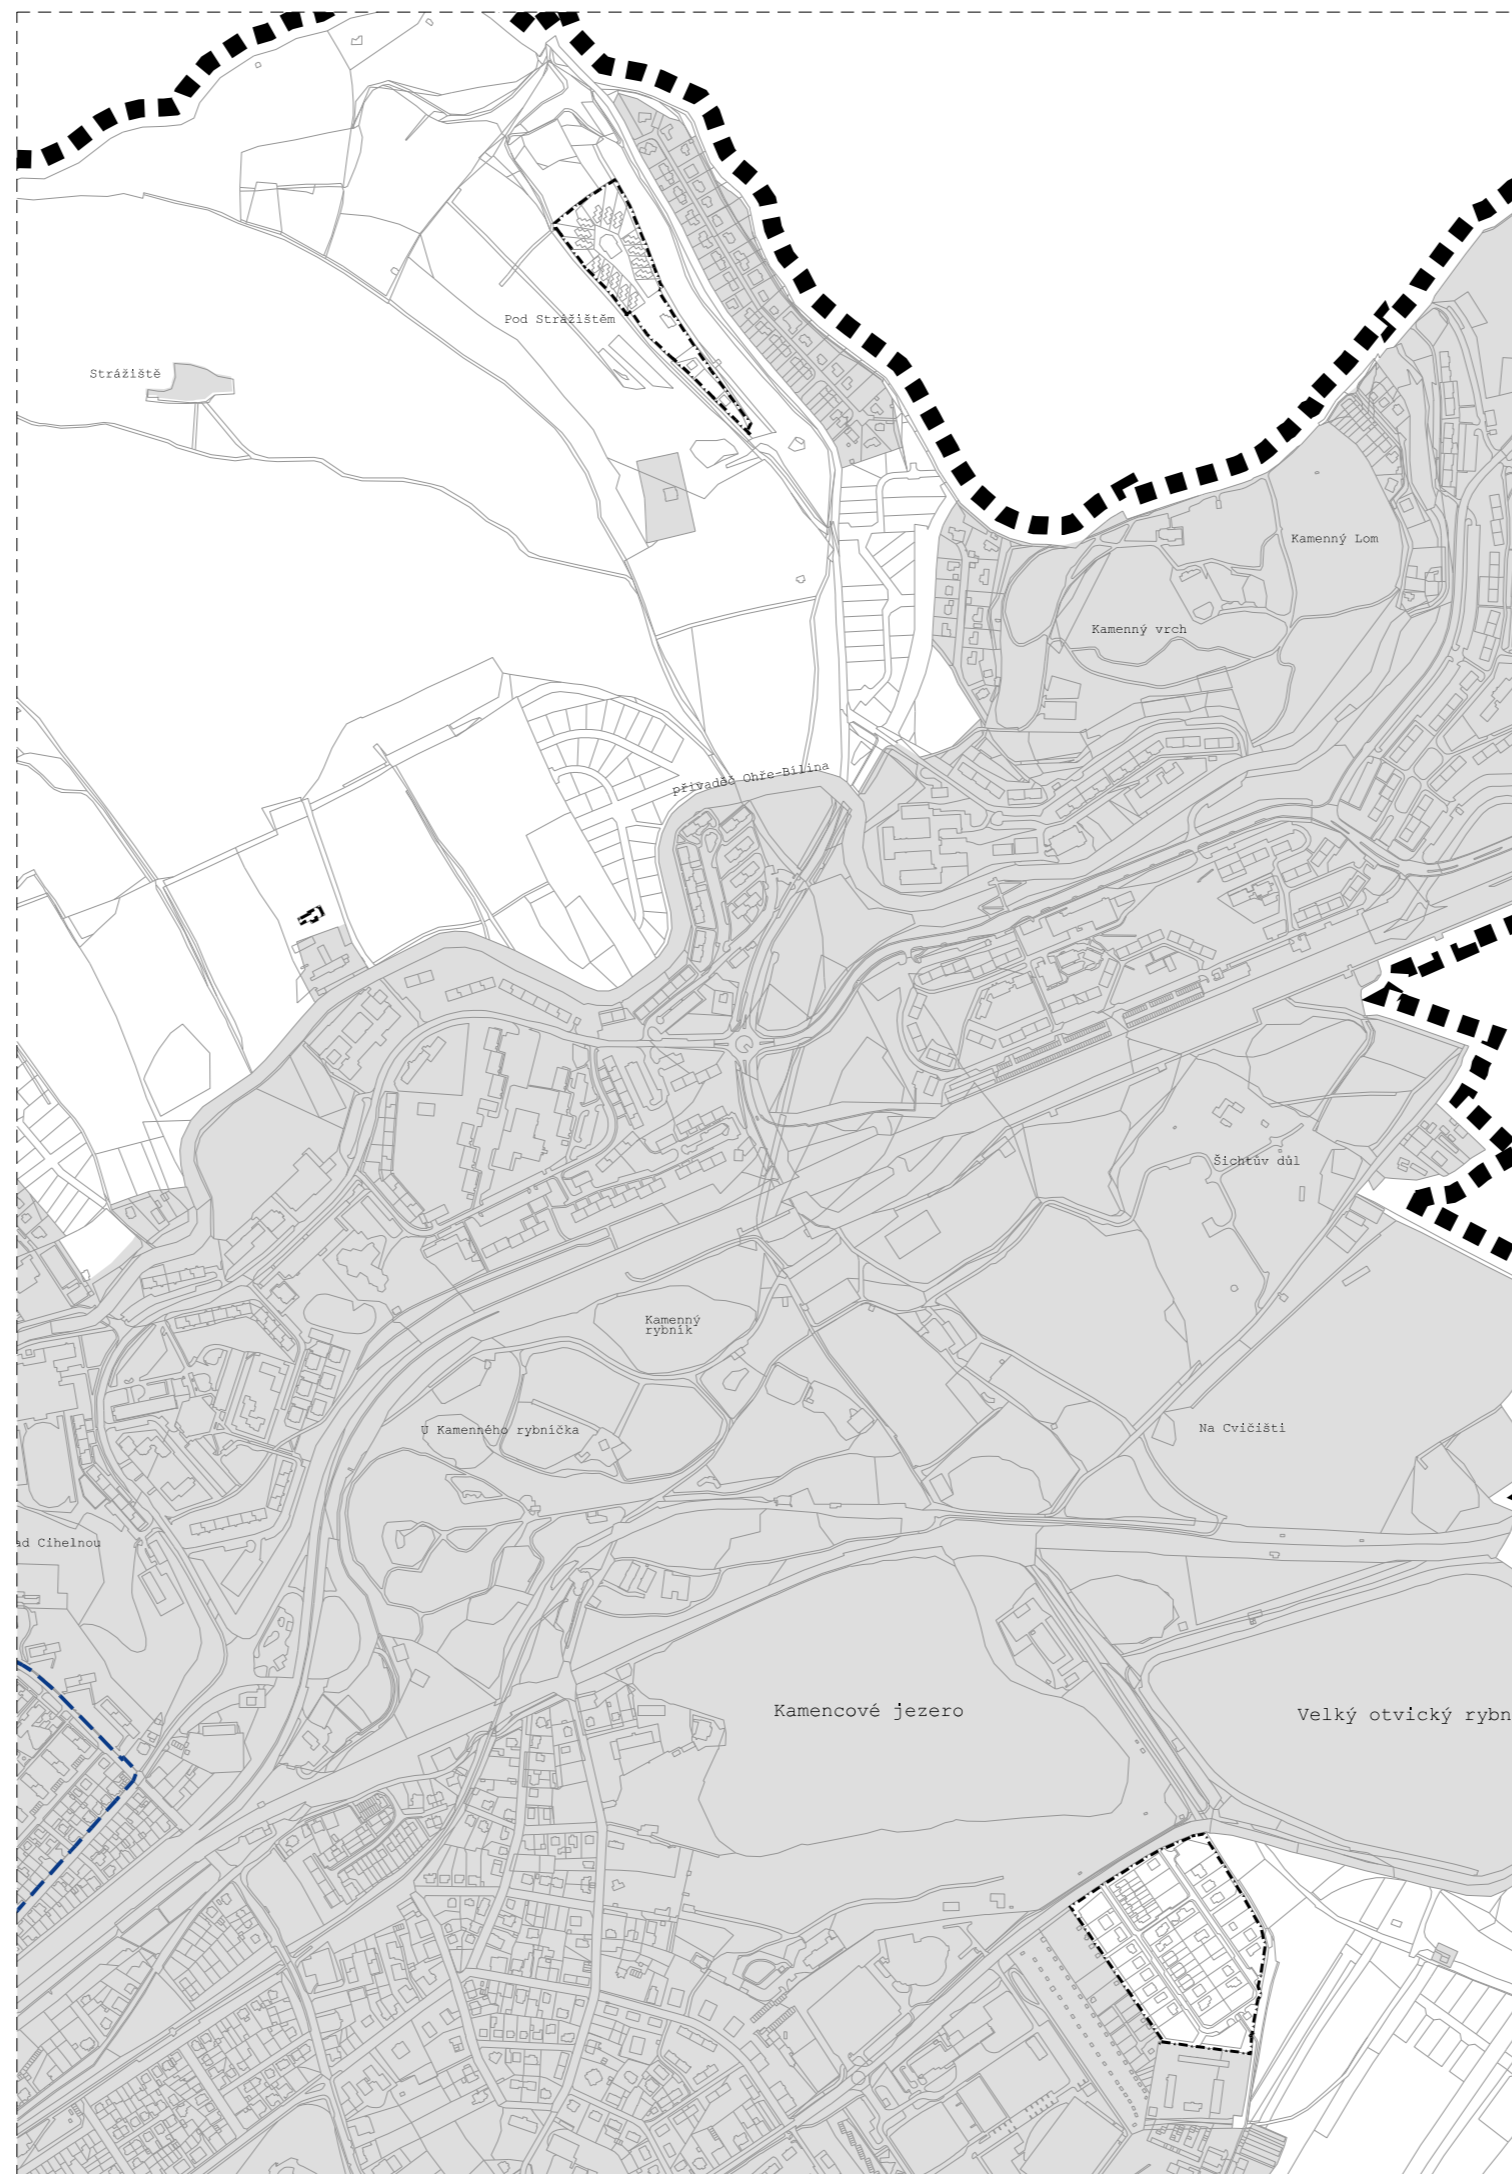 Pod Strážištěm
Strážiště
Kamenný Lom
Kamenný vrch
přivaděč Ohře-Bílina
Šichtův důl
Kamenný
rybník
U Kamenného rybníčka
Na Cvičišti
ad Cihelnou
Kamencové jezero
Velký otvický rybn